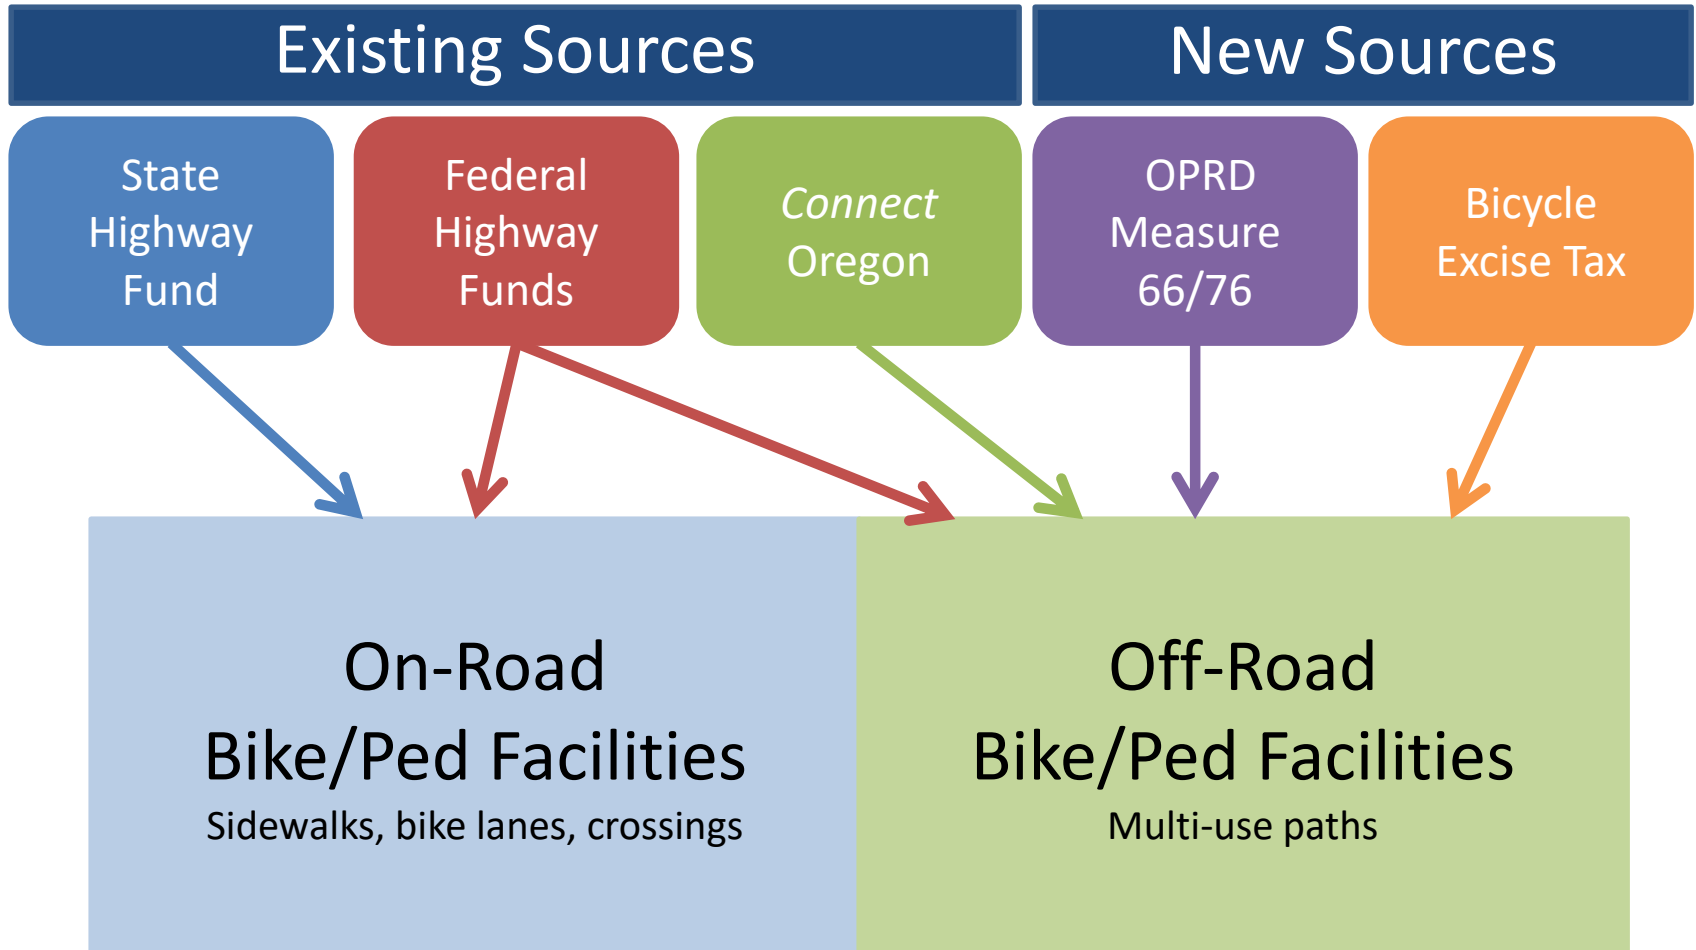 Existing Sources
New Sources
State
Highway
Fund
Federal
Highway
Funds
Connect
Oregon
OPRD
Measure
66/76
Bicycle
Excise Tax
On-Road
Bike/Ped Facilities
Sidewalks, bike lanes, crossings
Off-Road
Bike/Ped Facilities
Multi-use paths